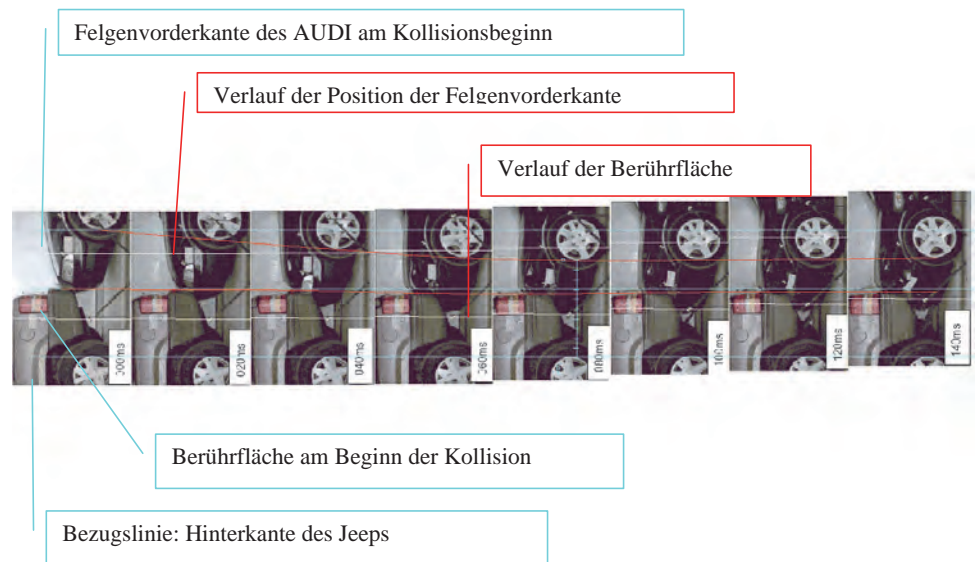 Felgenvorderkante des AUDI am Kollisionsbeginn
Verlauf der Position der Felgenvorderkante
Verlauf der Berührfläche
000ms
020ms
040ms
060ms
080ms
100ms
120ms
140ms
Berührfläche am Beginn der Kollision
Bezugslinie: Hinterkante des Jeeps